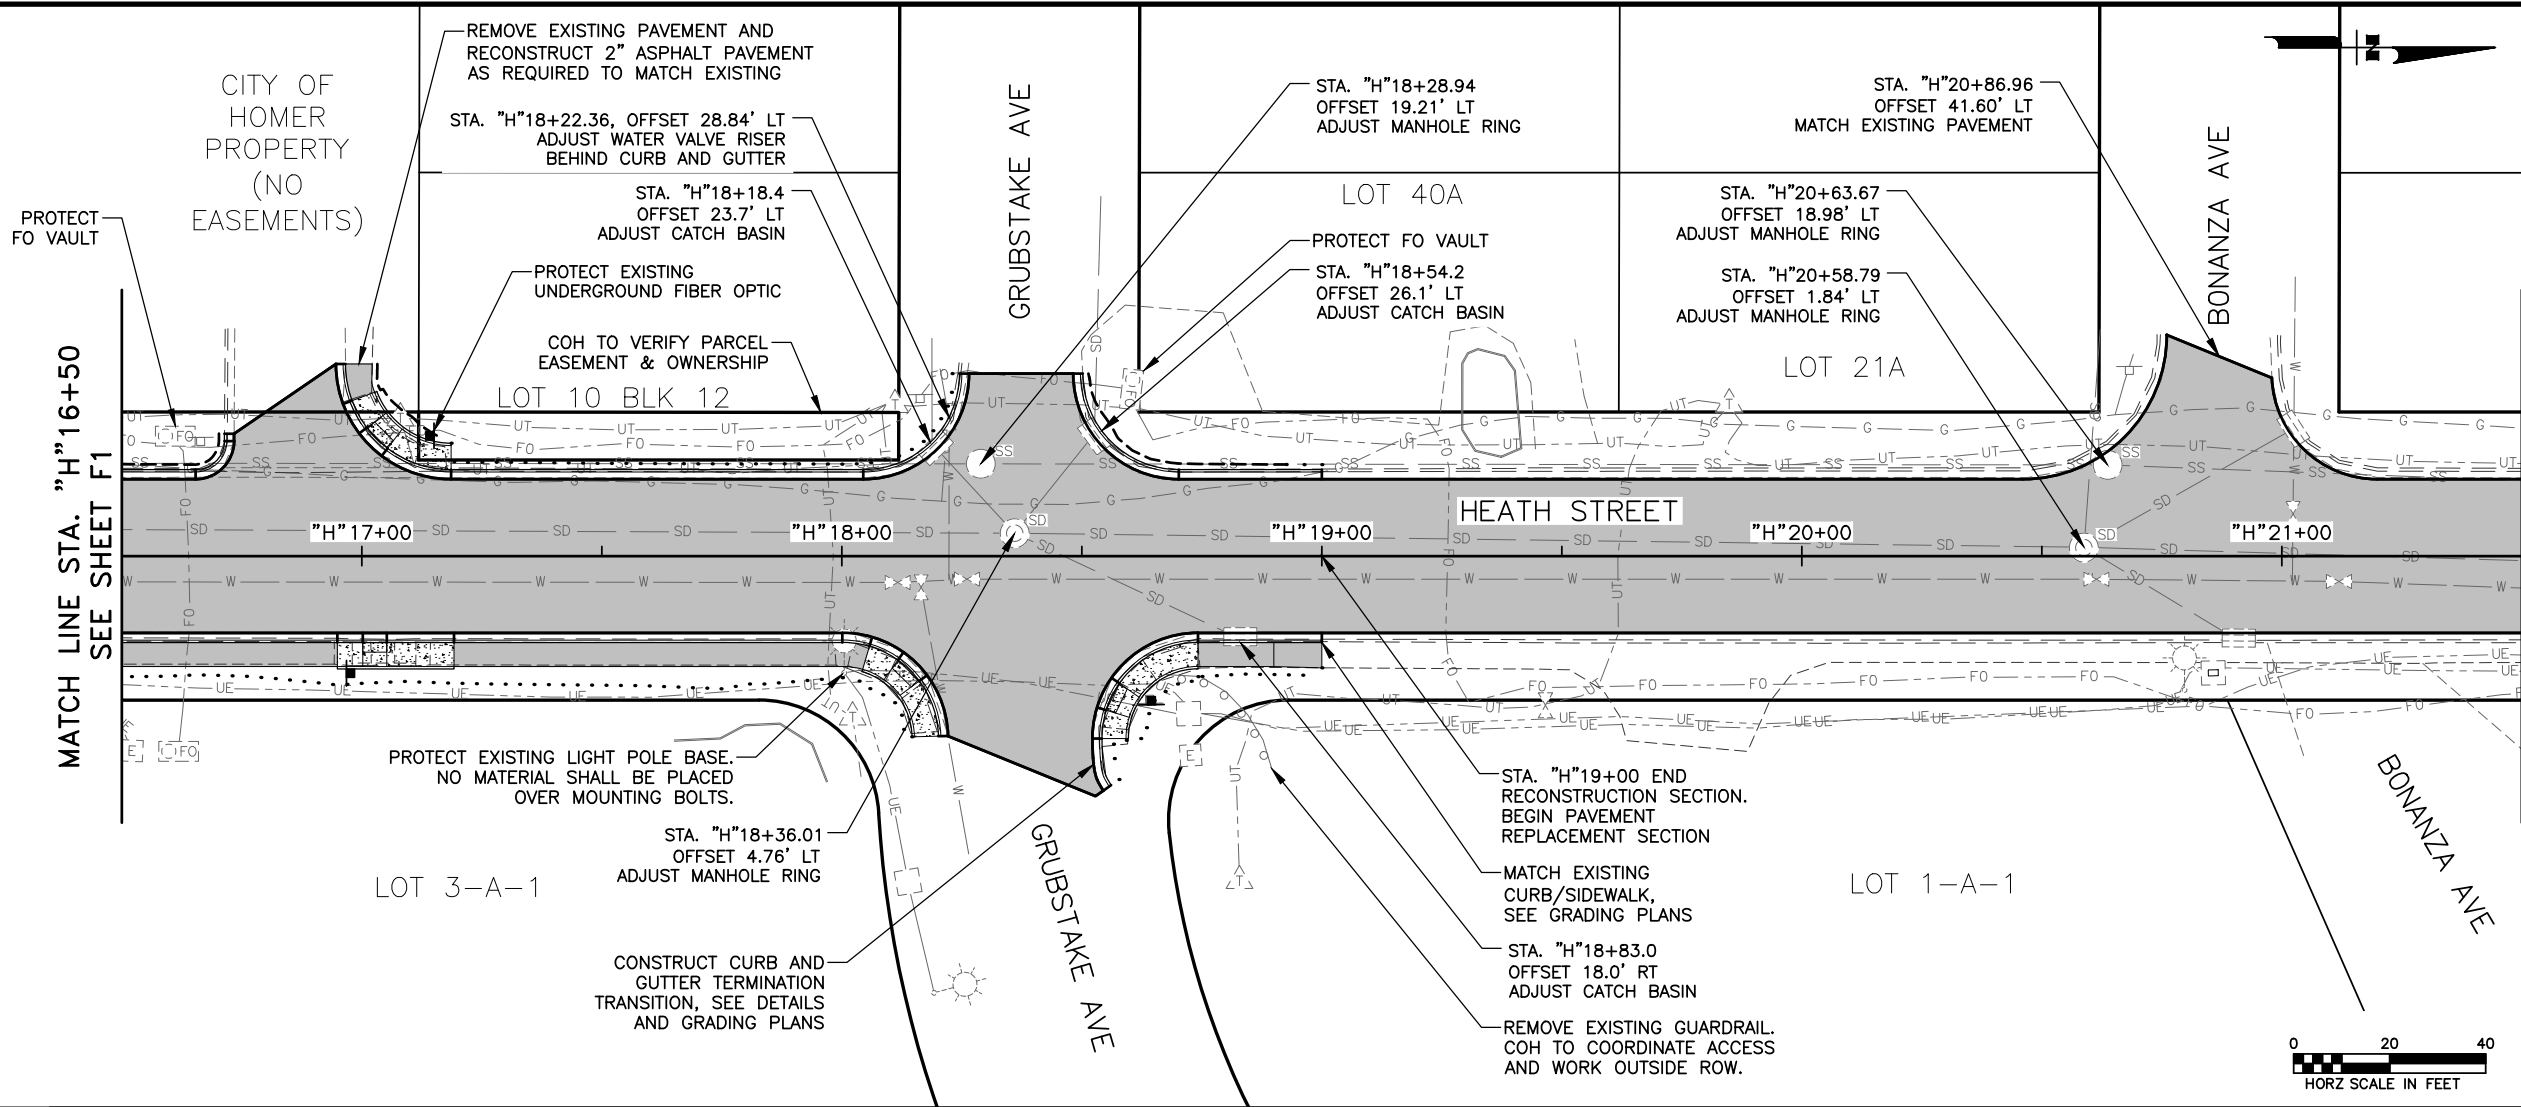 REMOVE EXISTING PAVEMENT AND
RECONSTRUCT 2" ASPHALT PAVEMENT
AS REQUIRED TO MATCH EXISTING
CITY OF
HOMER
PROPERTY
(NO
EASEMENTS)
STA. "H"18+22.36, OFFSET 28.84' LT
ADJUST WATER VALVE RISER
BEHIND CURB AND GUTTER
STA. "H"18+18.4
OFFSET 23.7' LT
ADJUST CATCH BASIN
PROTECT
FO VAULT
PROTECT EXISTING
UNDERGROUND FIBER OPTIC
COH TO VERIFY PARCEL
EASEMENT & OWNERSHIP
LOT 10 BLK 12
GRUBSTAKE AVE
STA. "H"18+28.94
OFFSET 19.21' LT
ADJUST MANHOLE RING
LOT 40A
PROTECT FO VAULT
STA. "H"18+54.2
OFFSET 26.1' LT
ADJUST CATCH BASIN
STA. "H"20+86.96
OFFSET 41.60' LT
MATCH EXISTING PAVEMENT
STA. "H"20+63.67
OFFSET 18.98' LT
ADJUST MANHOLE RING
STA. "H"20+58.79
OFFSET 1.84' LT
ADJUST MANHOLE RING
LOT 21A
BONANZA AVE
N
MATCH LINE STA. "H"16+50
SEE SHEET F1
HEATH STREET
"H"17+00
"H"18+00
"H"19+00
"H"20+00
"H"21+00
PROTECT EXISTING LIGHT POLE BASE.
NO MATERIAL SHALL BE PLACED
OVER MOUNTING BOLTS.
STA. "H"18+36.01
OFFSET 4.76' LT
ADJUST MANHOLE RING
LOT 3-A-1
CONSTRUCT CURB AND
GUTTER TERMINATION
TRANSITION, SEE DETAILS
AND GRADING PLANS
GRUBSTAKE AVE
STA. "H"19+00 END
RECONSTRUCTION SECTION.
BEGIN PAVEMENT
REPLACEMENT SECTION
MATCH EXISTING
CURB/SIDEWALK,
SEE GRADING PLANS
STA. "H"18+83.0
OFFSET 18.0' RT
ADJUST CATCH BASIN
REMOVE EXISTING GUARDRAIL.
COH TO COORDINATE ACCESS
AND WORK OUTSIDE ROW.
LOT 1-A-1
BONANZA AVE
0 20 40
HORZ SCALE IN FEET